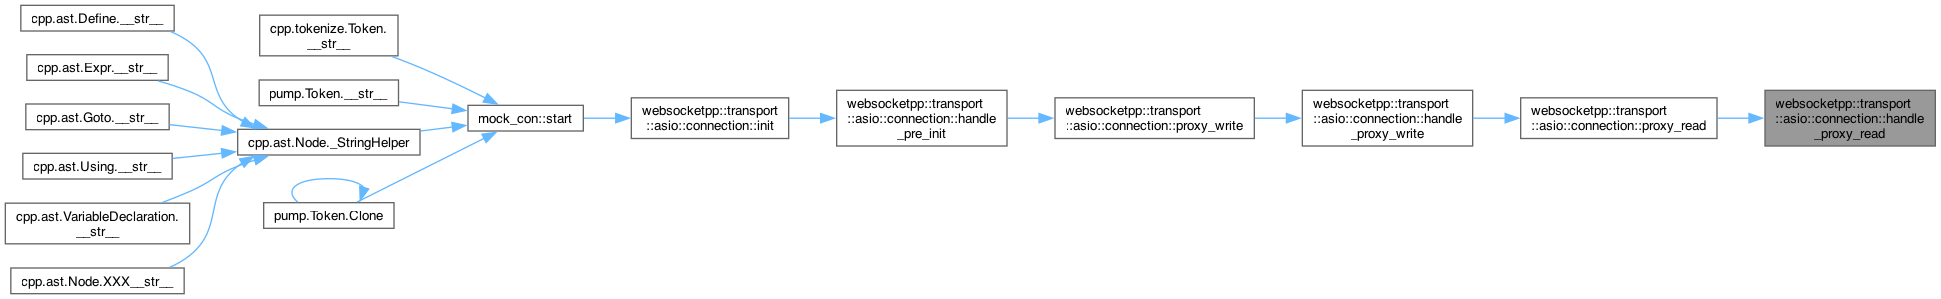 cpp.ast.Define.__str__
cpp.ast.Expr.__str__
cpp.ast.Goto.__str__
cpp.ast.Using.__str__
cpp.ast.VariableDeclaration.
__str__
cpp.ast.Node.XXX__str__
cpp.tokenize.Token.
__str__
pump.Token.__str__
cpp.ast.Node._StringHelper
pump.Token.Clone
mock_con::start
websocketpp::transport
::asio::connection::init
websocketpp::transport
::asio::connection::handle
_pre_init
websocketpp::transport
::asio::connection::proxy_write
websocketpp::transport
::asio::connection::handle
_proxy_write
websocketpp::transport
::asio::connection::proxy_read
websocketpp::transport
::asio::connection::handle
_proxy_read